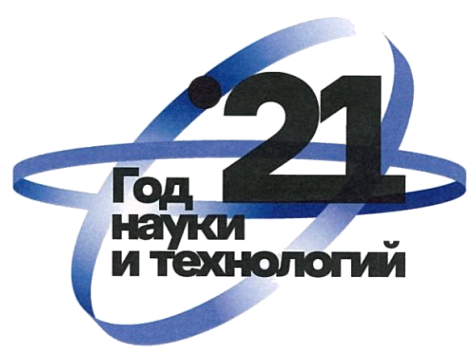 21
Год
науки
и технологий